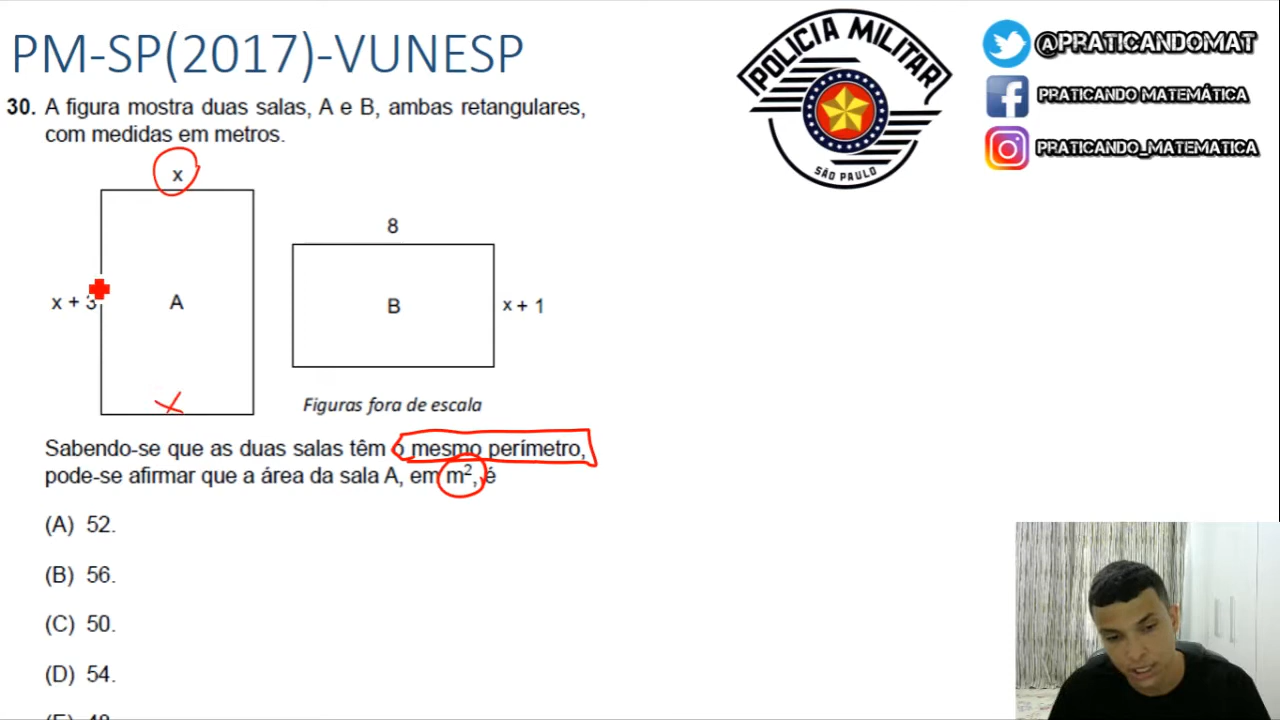 PM-SP(2017)-VUNESP
30. A figura mostra duas salas, A e B, ambas retangulares,
com medidas em metros.
x
x + 3
A
x
8
B
x + 1
Figuras fora de escala
Sabendo-se que as duas salas têm o mesmo perímetro,
pode-se afirmar que a área da sala A, em m², é
(A) 52.
(B) 56.
(C) 50.
(D) 54.
(E) 48.
POLICIA MILITAR
SÃO PAULO
@PRATICANDOMAT
PRATICANDO MATEMÁTICA
PRATICANDO_MATEMATICA